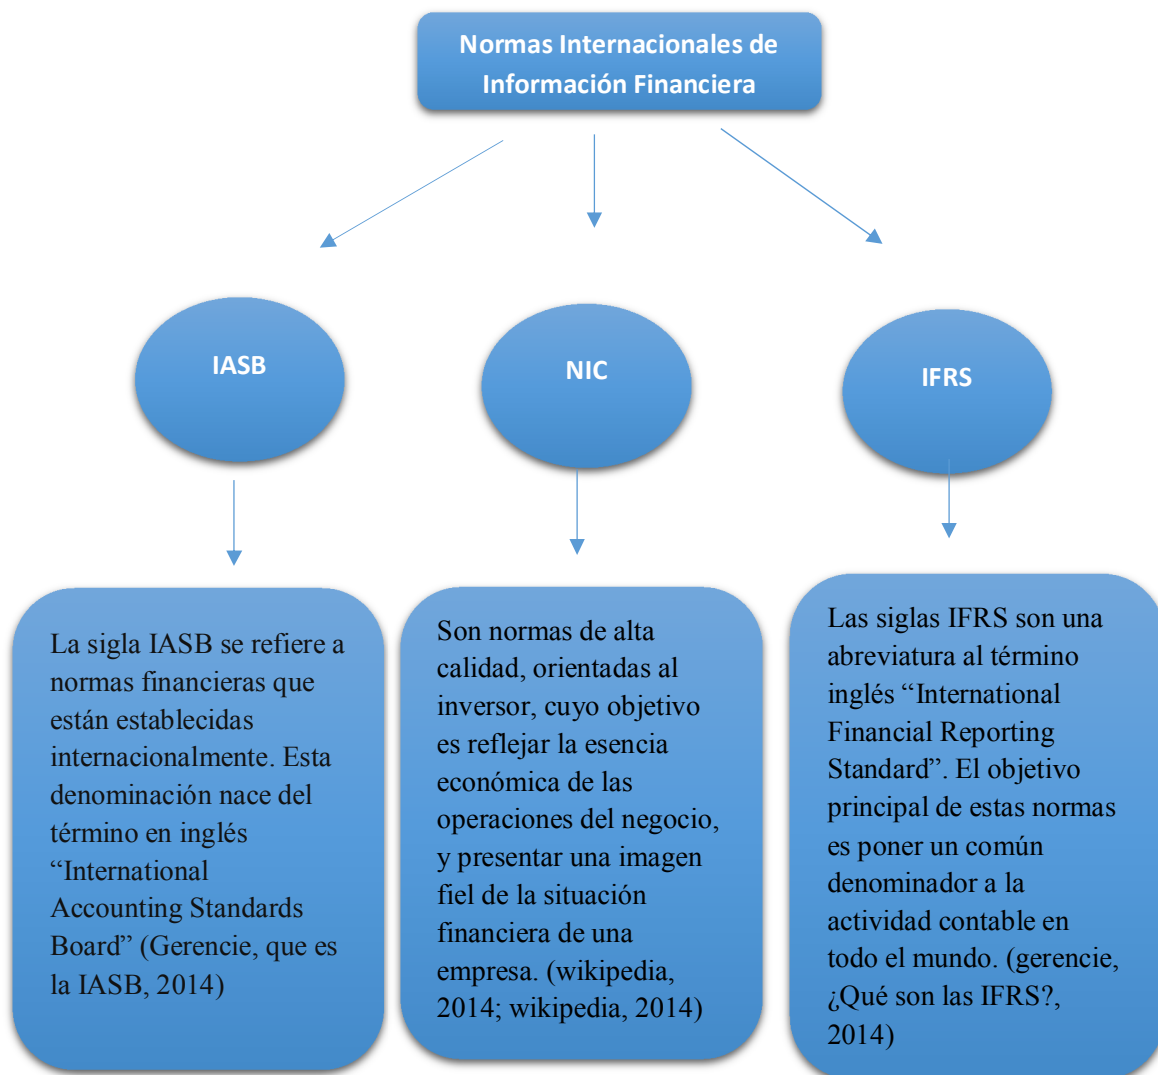 Normas Internacionales de
Información Financiera
IASB
NIC
IFRS
La sigla IASB se refiere a
normas financieras que
están establecidas
internacionalmente. Esta
denominación nace del
término en inglés
“International
Accounting Standards
Board” (Gerencie, que es
la IASB, 2014)
Son normas de alta
calidad, orientadas al
inversor, cuyo objetivo
es reflejar la esencia
económica de las
operaciones del negocio,
y presentar una imagen
fiel de la situación
financiera de una
empresa. (wikipedia,
2014; wikipedia, 2014)
Las siglas IFRS son una
abreviatura al término
inglés “International
Financial Reporting
Standard”. El objetivo
principal de estas normas
es poner un común
denominador a la
actividad contable en
todo el mundo. (gerencie,
¿Qué son las IFRS?,
2014)